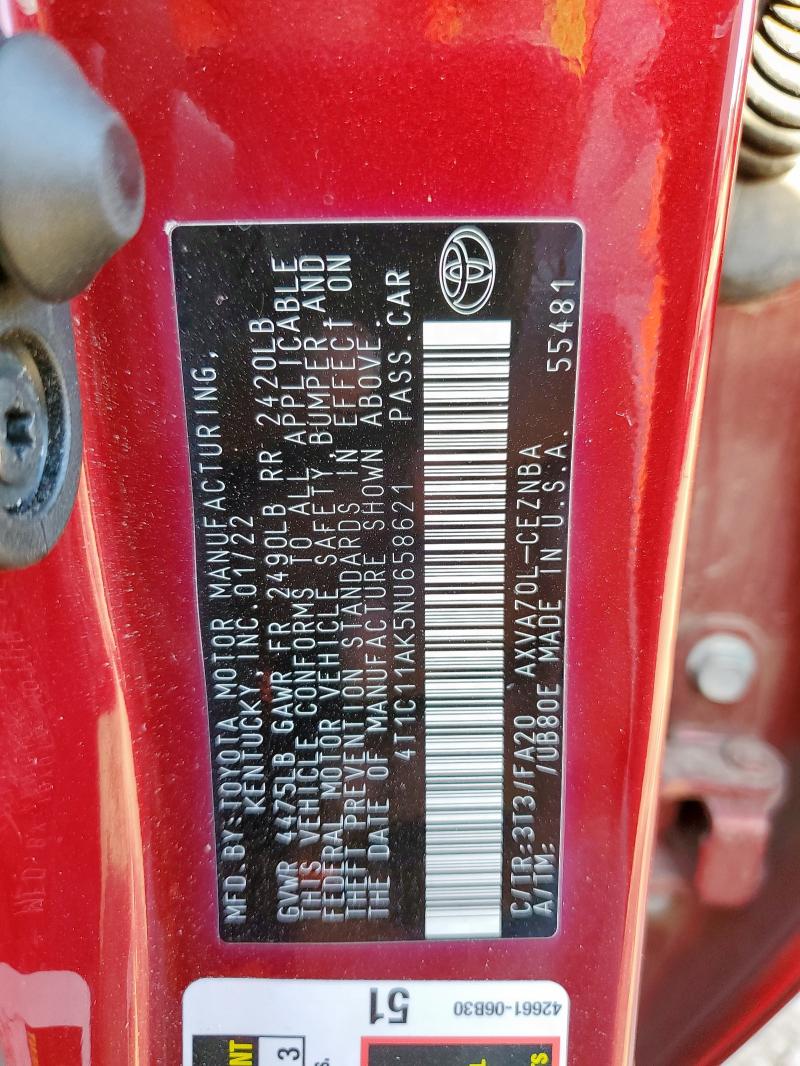 MFD.BY:TOYOTA MOTOR MANUFACTURING,
KENTUCKY, INC.01/22
GVWR 4475LB GAWR FR 2490LB RR 2420LB
THIS VEHICLE CONFORMS TO ALL APPLICABLE
FEDERAL MOTOR VEHICLE SAFETY, BUMPER, AND
THEFT PREVENTION STANDARDS IN EFFECT ON
THE DATE OF MANUFACTURE SHOWN ABOVE.
4T1C11AK5NU658621 PASS.CAR
C/TR:3T3/FA20 AXVA70L-CEZNBA
A/TM: /UB80E MADE IN U.S.A. 55481
51
42661-06B30
3